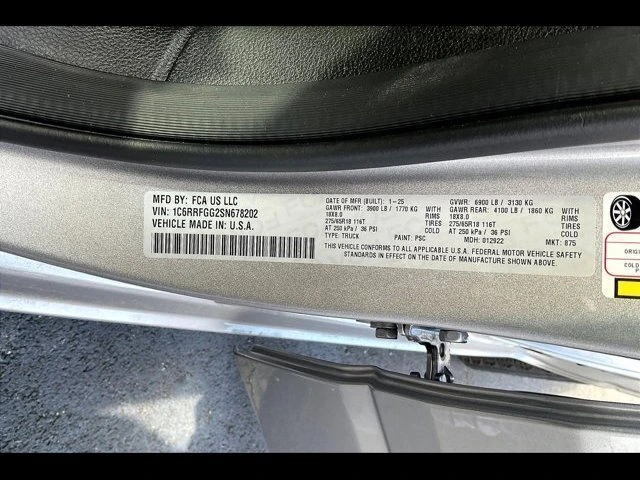 MFD BY: FCA US LLC
VIN: 1C6RRFGG2SN678202
VEHICLE MADE IN: U.S.A.
DATE OF MFR (BUILT): 1-25 GVWR: 6900 LB / 3130 KG
GAWR FRONT: 3900 LB / 1770 KG WITH GAWR REAR: 4100 LB / 1860 KG WITH
18X8.0 RIMS 18X8.0 RIMS
275/65R18 116T TIRES 275/65R18 116T TIRES
AT 250 kPa / 36 PSI COLD AT 250 kPa / 36 PSI COLD
TYPE: TRUCK PAINT: PSC MDH: 012922 MKT: 875
THIS VEHICLE CONFORMS TO ALL APPLICABLE U.S.A. FEDERAL MOTOR VEHICLE SAFETY
STANDARDS IN EFFECT ON THE DATE OF MANUFACTURE SHOWN ABOVE.
COLD